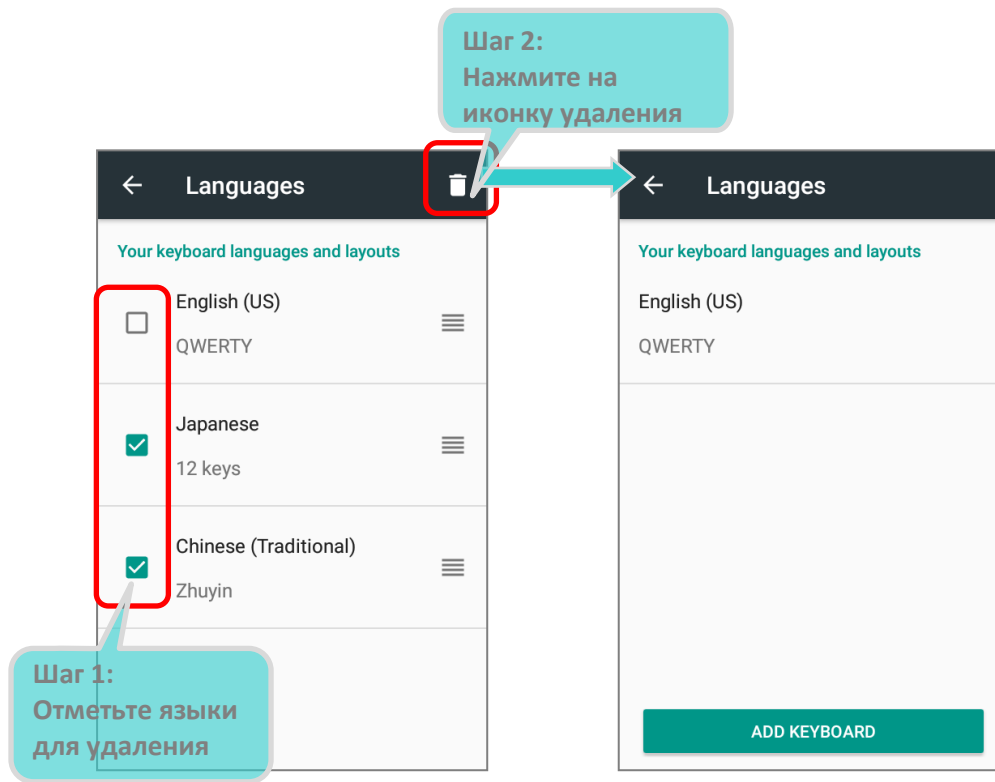 Шаг 2:
Нажмите на
иконку удаления
Languages
Your keyboard languages and layouts
English (US)
QWERTY
Japanese
12 keys
Chinese (Traditional)
Zhuyin
Шаг 1:
Отметьте языки
для удаления
Languages
Your keyboard languages and layouts
English (US)
QWERTY
ADD KEYBOARD